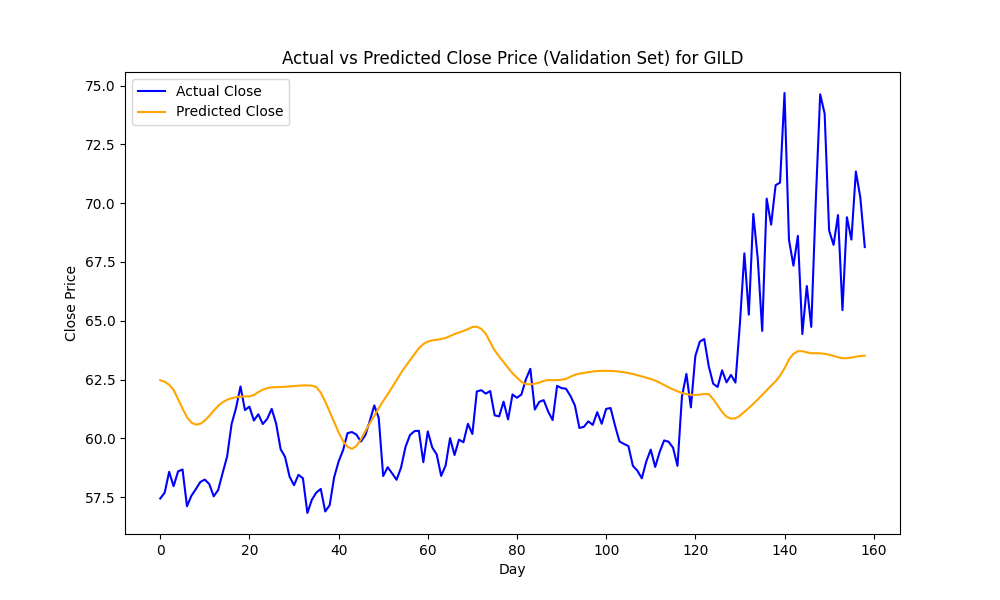 Actual vs Predicted Close Price (Validation Set) for GILD
Actual Close
Predicted Close
75.0
72.5
70.0
67.5
65.0
62.5
60.0
57.5
Close Price
0 20 40 60 80 100 120 140 160
Day